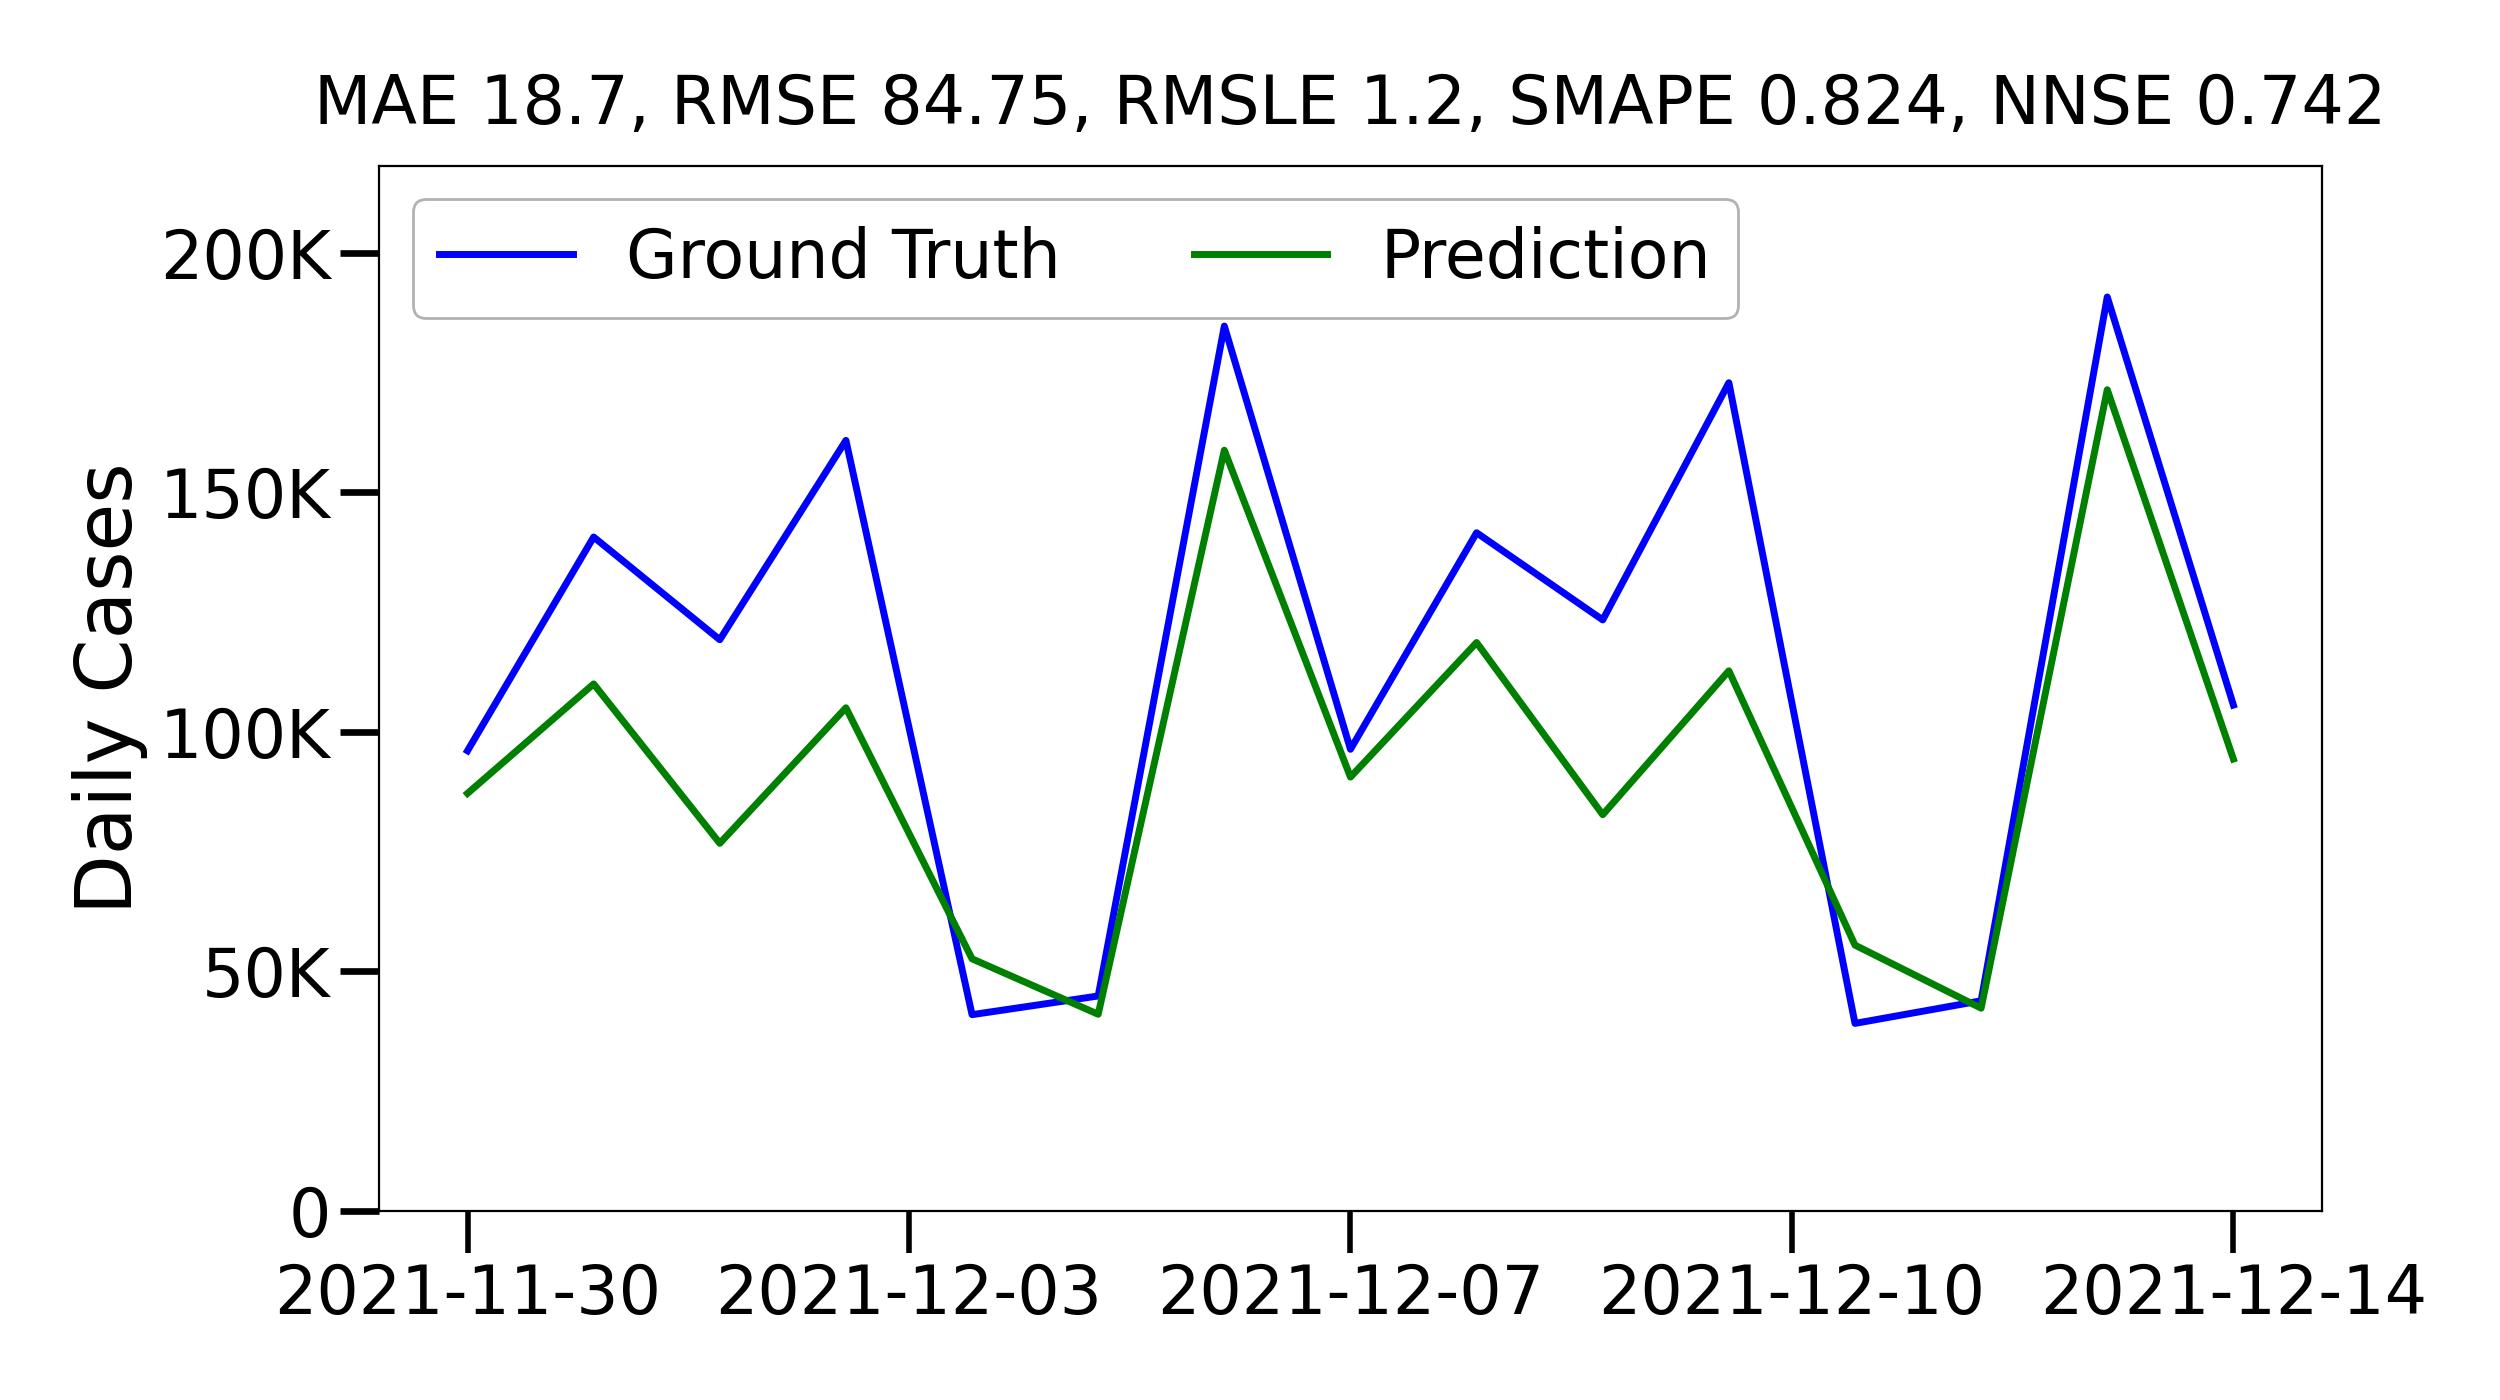 MAE 18.7, RMSE 84.75, RMSLE 1.2, SMAPE 0.824, NNSE 0.742
Ground Truth Prediction
Daily Cases
200K
150K
100K
50K
0
2021-11-30 2021-12-03 2021-12-07 2021-12-10 2021-12-14